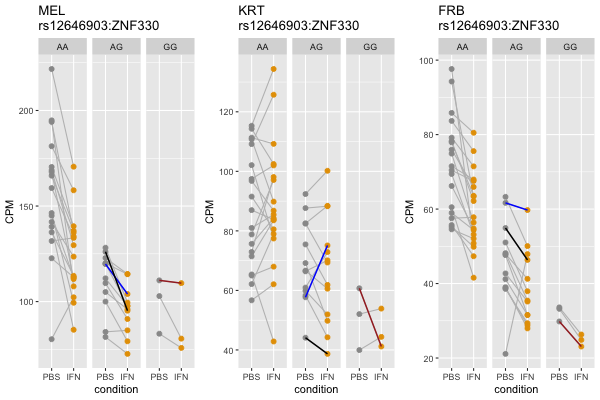 MEL
rs12646903:ZNF330
AA AG GG
CPM
200
150
100
PBS IFN PBS IFN PBS IFN
condition
KRT
rs12646903:ZNF330
AA AG GG
CPM
120
100
80
60
40
PBS IFN PBS IFN PBS IFN
condition
FRB
rs12646903:ZNF330
AA AG GG
CPM
100
80
60
40
20
PBS IFN PBS IFN PBS IFN
condition